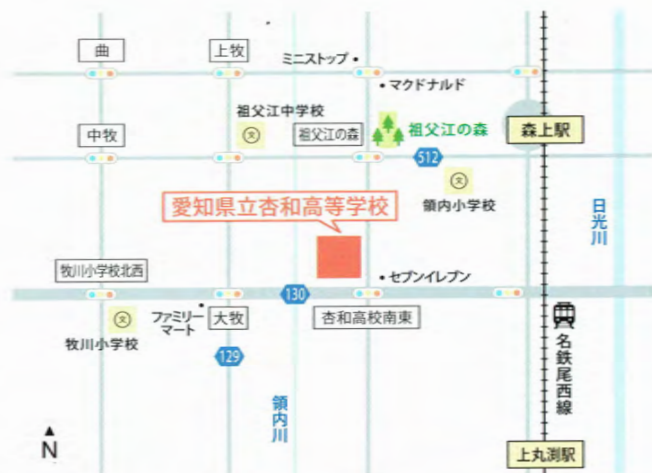 曲
上牧
ミニストップ
マクドナルド
祖父江中学校
文
中牧
祖父江の森
祖父江の森
森上駅
512
文
領内小学校
愛知県立杏和高等学校
日光川
牧川小学校北西
セブンイレブン
130
文
ファミリー
マート
大牧
杏和高校南東
牧川小学校
129
名鉄尾西線
領内川
N
上丸渕駅